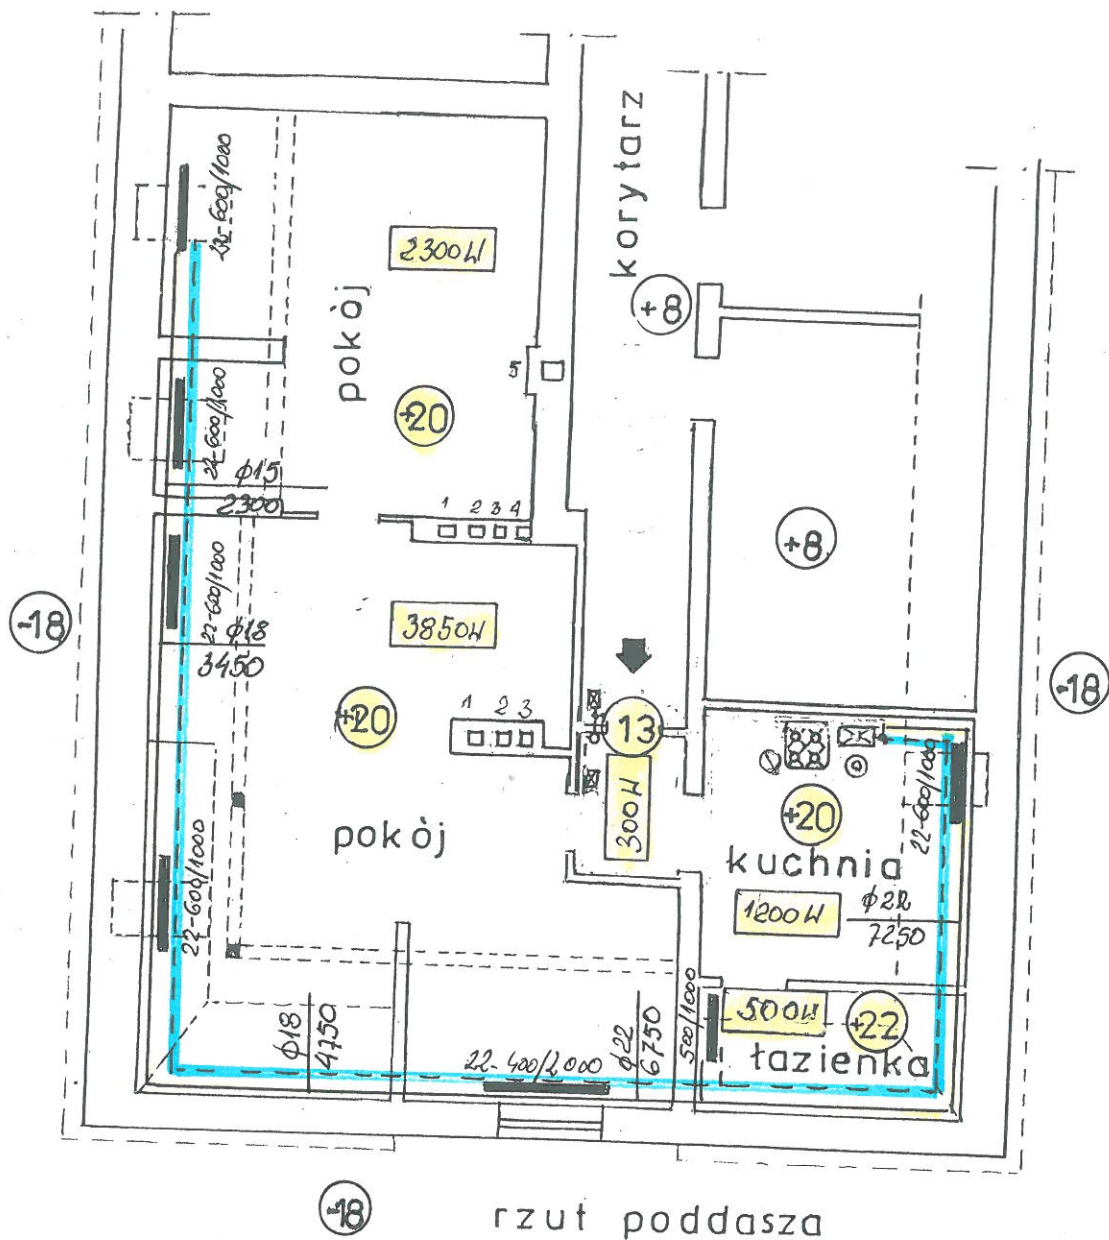 korytarz
22-600/1000
2300W
pokój
+8
5
+20
22-600/1000
ϕ15
2300
1 2 3 4
+8
22-600/1000
3850W
-18
ϕ18
3450
-18
+20
1 2 3
13
300W
22-600/1000
+20
pokój
kuchnia
22-600/1000
1200W
ϕ22
7250
ϕ18
4750
22-400/2000
ϕ22
6750
500/1000
500W
+22
łazienka
-18
rzut poddasza